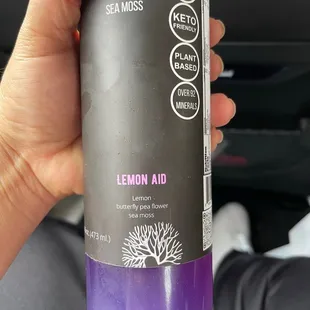 SEA MOSS
KETO
FRIENDLY
PLANT
BASED
OVER 92
MINERALS
LEMON AID
Lemon
butterfly pea flower
sea moss
(473 ml)